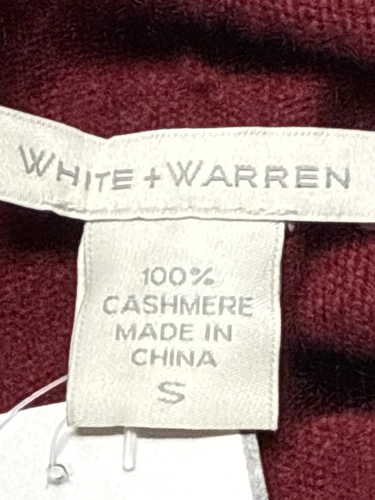 WHITE + WARREN
100%
CASHMERE
MADE IN
CHINA
S